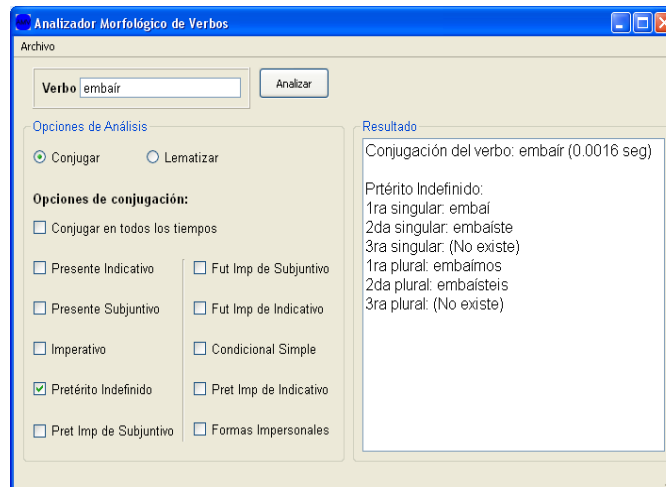 Analizador Morfológico de Verbos
Archivo
Verbo embaír
Analizar
Opciones de Análisis
Conjugar Lematizar
Opciones de conjugación:
Conjugar en todos los tiempos
Presente Indicativo Fut Imp de Subjuntivo
Presente Subjuntivo Fut Imp de Indicativo
Imperativo Condicional Simple
Pretérito Indefinido Pret Imp de Indicativo
Pret Imp de Subjuntivo Formas Impersonales
Resultado
Conjugación del verbo: embaír (0.0016 seg)
Prtérito Indefinido:
1ra singular: embaí
2da singular: embaíste
3ra singular: (No existe)
1ra plural: embaímos
2da plural: embaísteis
3ra plural: (No existe)